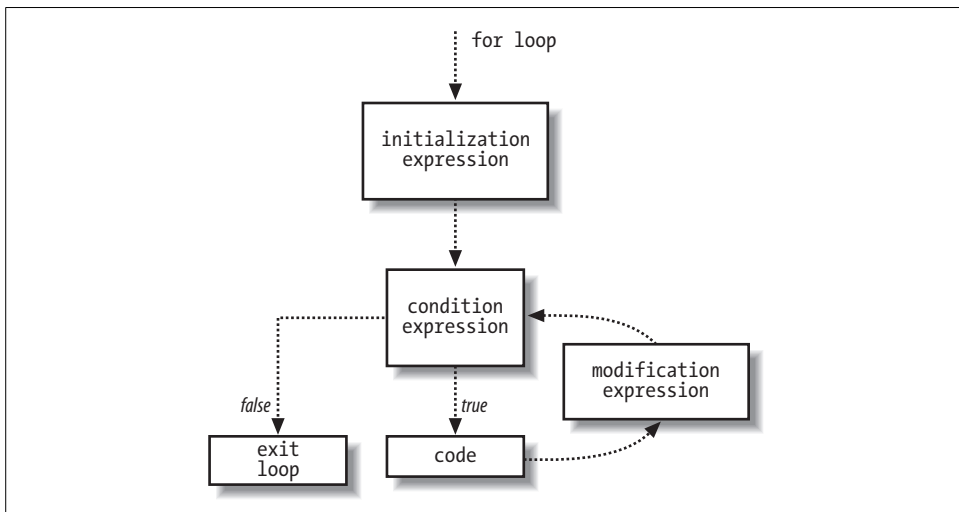 for loop
initialization
expression
condition
expression
modification
expression
false
true
exit
loop
code